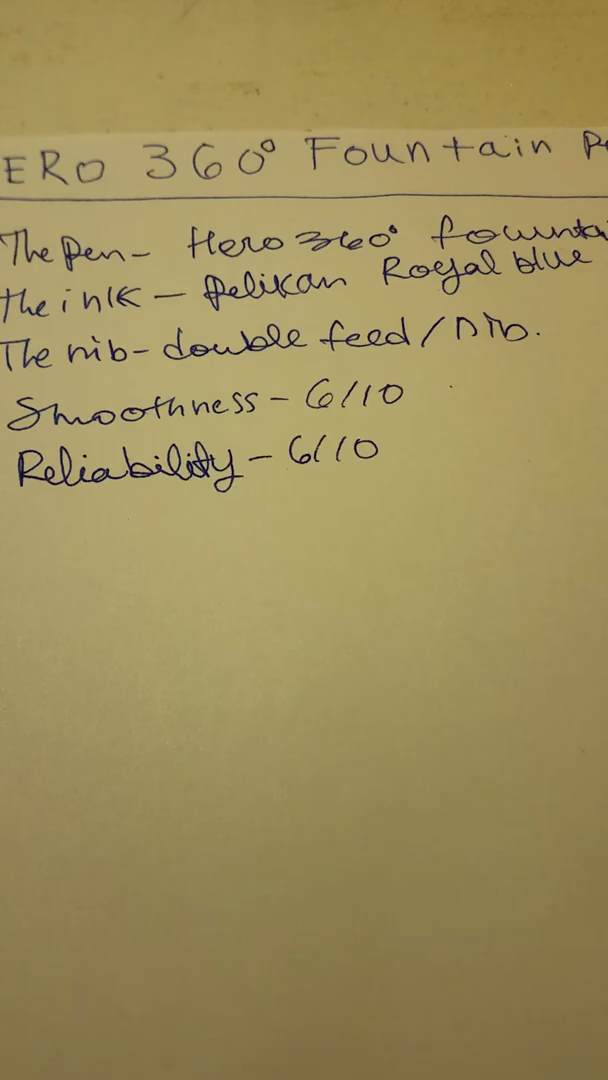 ERO 360° Fountain Pe
The pen- Hero 360° fountai
the ink - pelikan Royal blue
The nib- double feed/nib.
Smoothness - 6/10
Reliability - 6/10